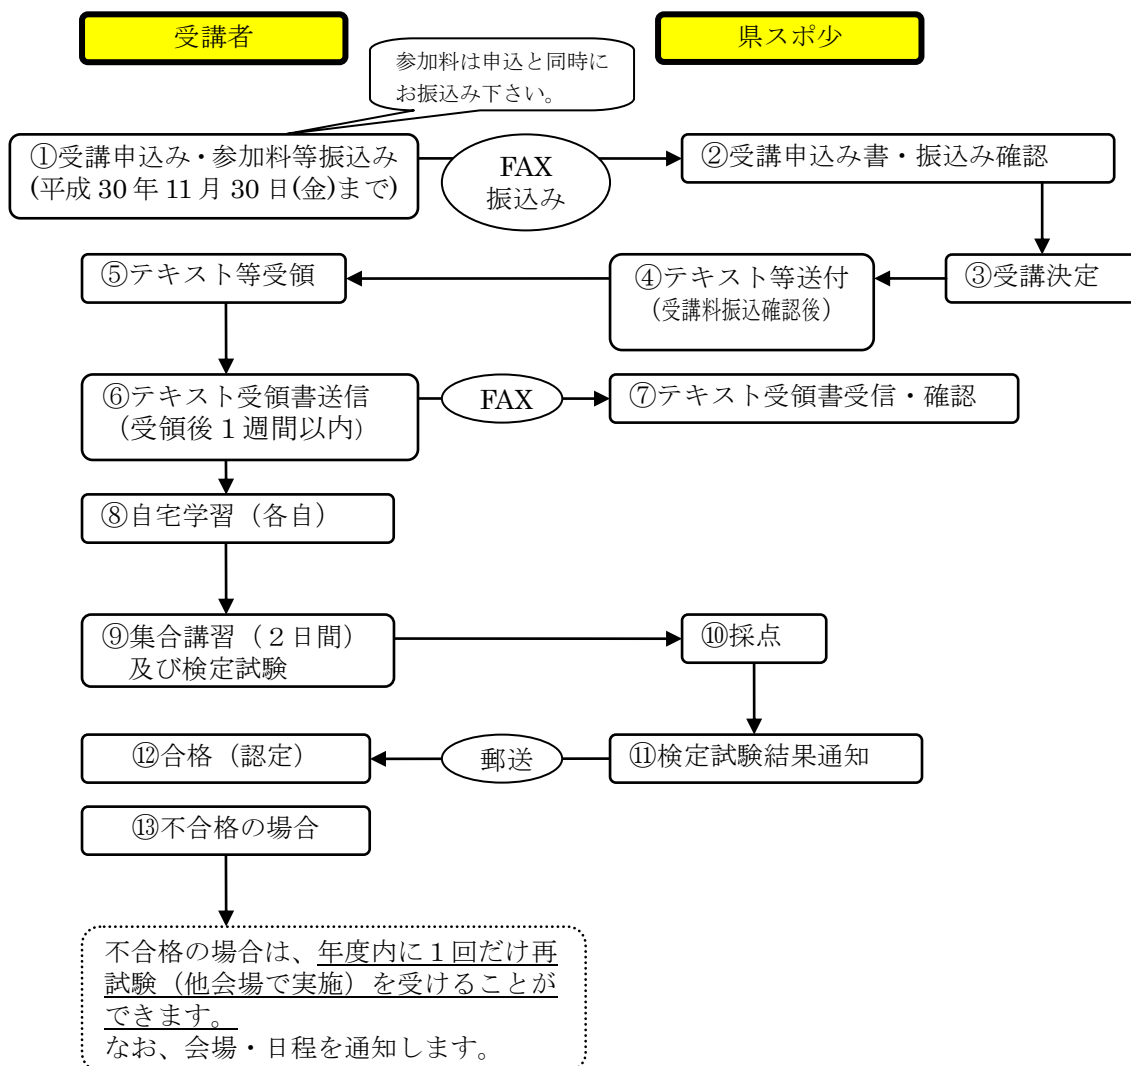 受講者
県スポ少
参加料は申込と同時に
お振込み下さい。
①受講申込み・参加料等振込み
(平成 30 年 11 月 30 日(金)まで)
FAX
振込み
②受講申込み書・振込み確認
⑤テキスト等受領
④テキスト等送付
（受講料振込確認後）
③受講決定
⑥テキスト受領書送信
（受領後１週間以内）
FAX
⑦テキスト受領書受信・確認
⑧自宅学習（各自）
⑨集合講習（２日間）
及び検定試験
⑩採点
⑫合格（認定）
郵送
⑪検定試験結果通知
⑬不合格の場合
不合格の場合は、年度内に１回だけ再
試験（他会場で実施）を受けることが
できます。
なお、会場・日程を通知します。